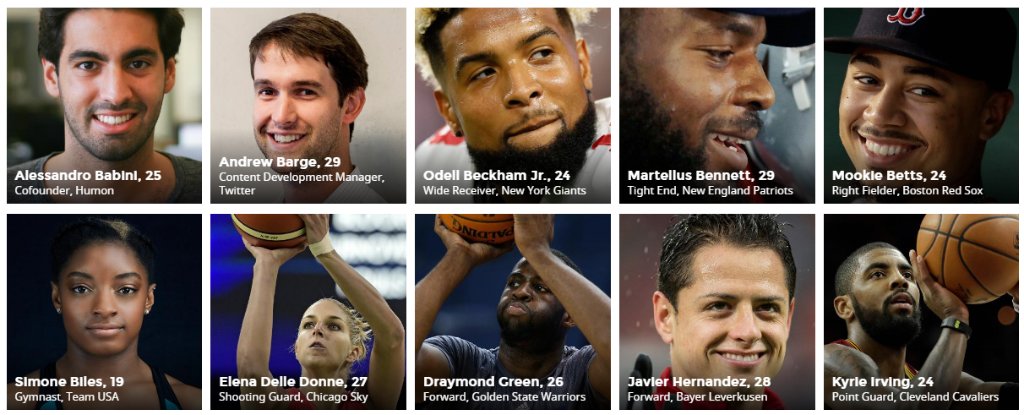 Alessandro Babini, 25
Cofounder, Humon
Andrew Barge, 29
Content Development Manager,
Twitter
Odell Beckham Jr., 24
Wide Receiver, New York Giants
Martellus Bennett, 29
Tight End, New England Patriots
B
Mookie Betts, 24
Right Fielder, Boston Red Sox
Simone Biles, 19
Gymnast, Team USA
Elena Delle Donne, 27
Shooting Guard, Chicago Sky
SPALDING
Draymond Green, 26
Forward, Golden State Warriors
Javier Hernandez, 28
Forward, Bayer Leverkusen
Kyrie Irving, 24
Point Guard, Cleveland Cavaliers